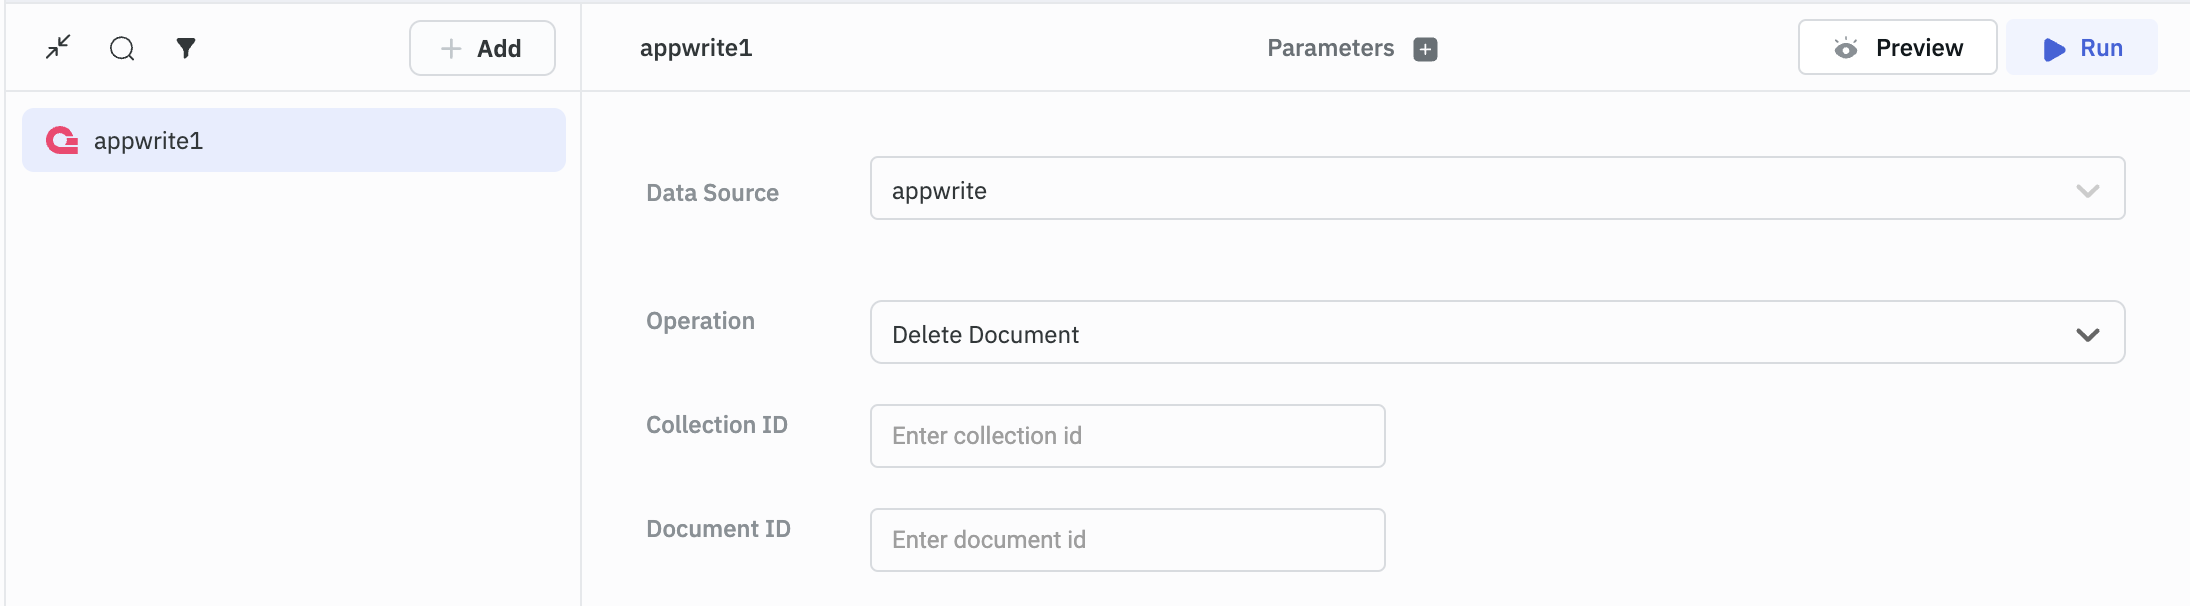 Add
appwrite1
Parameters
Preview
Run
appwrite1
Data Source
appwrite
Operation
Delete Document
Collection ID
Enter collection id
Document ID
Enter document id